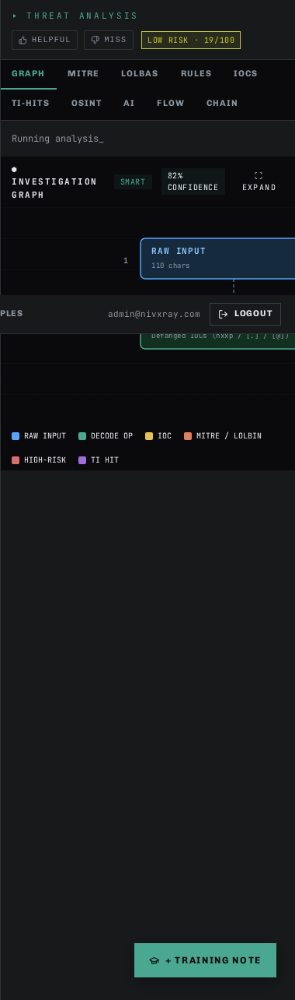 ▸ THREAT ANALYSIS
HELPFUL MISS LOW RISK · 19/100
GRAPH MITRE LOLBAS RULES IOCS
TI-HITS OSINT AI FLOW CHAIN
Running analysis_
INVESTIGATION GRAPH
SMART
82% CONFIDENCE
EXPAND
1
RAW INPUT
110 chars
PLES admin@nivxray.com LOGOUT
Defanged IOCs (hxxp / [.] / [@])
RAW INPUT DECODE OP IOC MITRE / LOLBIN
HIGH-RISK TI HIT
+ TRAINING NOTE